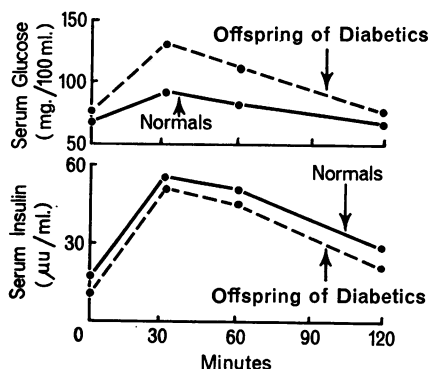 Serum Glucose
(mg./100 ml.)
150
100
50
Offspring of Diabetics
Normals
Serum Insulin
(μu/ml.)
60
30
Normals
Offspring of Diabetics
0 30 60 90 120
Minutes